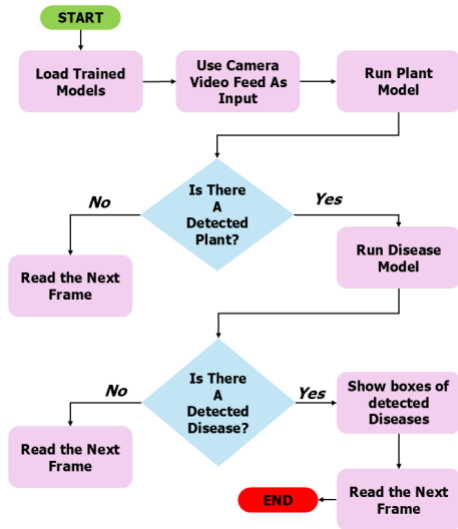 START
Load Trained
Models
Use Camera
Video Feed As
Input
Run Plant
Model
Is There
A
Detected
Plant?
No
Yes
Read the Next
Frame
Run Disease
Model
Is There
A
Detected
Disease?
No
Yes
Read the Next
Frame
Show boxes of
detected
Diseases
Read the Next
Frame
END